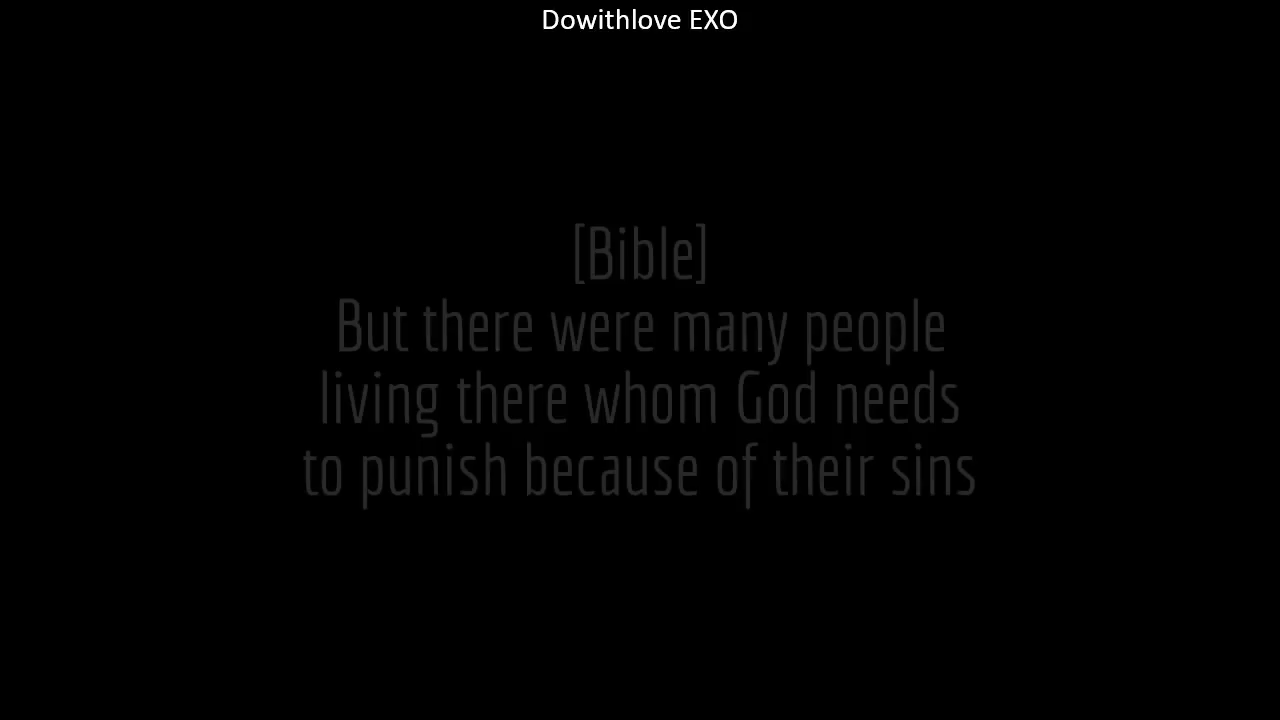 Dowithlove EXO
[Bible]
But there were many people
living there whom God needs
to punish because of their sins